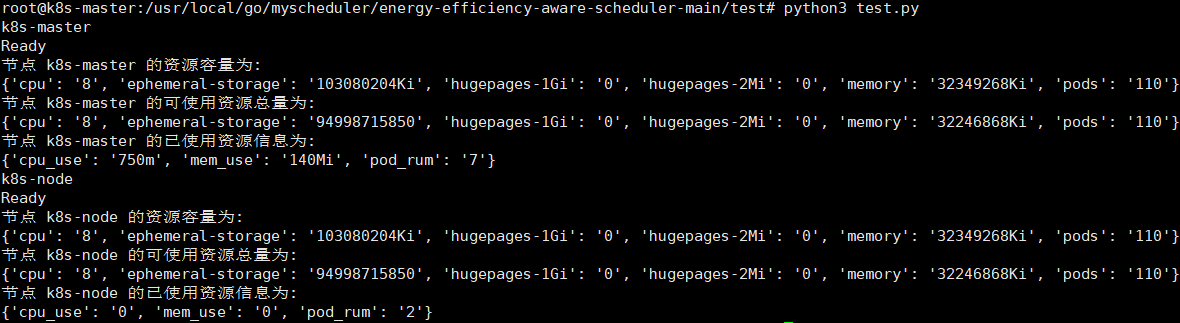 root@k8s-master:/usr/local/go/myscheduler/energy-efficiency-aware-scheduler-main/test# python3 test.py
k8s-master
Ready
节点 k8s-master 的资源容量为:
{'cpu': '8', 'ephemeral-storage': '103080204Ki', 'hugepages-1Gi': '0', 'hugepages-2Mi': '0', 'memory': '32349268Ki', 'pods': '110'}
节点 k8s-master 的可使用资源总量为:
{'cpu': '8', 'ephemeral-storage': '94998715850', 'hugepages-1Gi': '0', 'hugepages-2Mi': '0', 'memory': '32246868Ki', 'pods': '110'}
节点 k8s-master 的已使用资源信息为:
{'cpu_use': '750m', 'mem_use': '140Mi', 'pod_rum': '7'}
k8s-node
Ready
节点 k8s-node 的资源容量为:
{'cpu': '8', 'ephemeral-storage': '103080204Ki', 'hugepages-1Gi': '0', 'hugepages-2Mi': '0', 'memory': '32349268Ki', 'pods': '110'}
节点 k8s-node 的可使用资源总量为:
{'cpu': '8', 'ephemeral-storage': '94998715850', 'hugepages-1Gi': '0', 'hugepages-2Mi': '0', 'memory': '32246868Ki', 'pods': '110'}
节点 k8s-node 的已使用资源信息为:
{'cpu_use': '0', 'mem_use': '0', 'pod_rum': '2'}